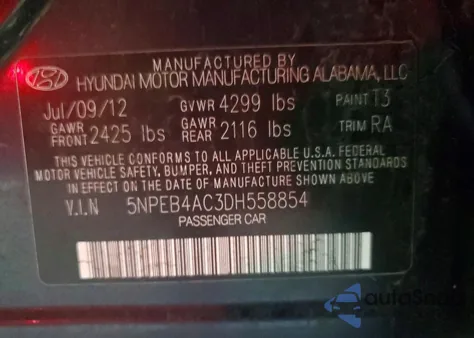 MANUFACTURED BY
HYUNDAI MOTOR MANUFACTURING ALABAMA, LLC
Jul/09/12 GVWR 4299 lbs PAINT T3
GAWR FRONT 2425 lbs GAWR REAR 2116 lbs TRIM RA
THIS VEHICLE CONFORMS TO ALL APPLICABLE U.S.A. FEDERAL
MOTOR VEHICLE SAFETY, BUMPER, AND THEFT PREVENTION STANDARDS
IN EFFECT ON THE DATE OF MANUFACTURE SHOWN ABOVE.
V.I.N 5NPEB4AC3DH558854
PASSENGER CAR